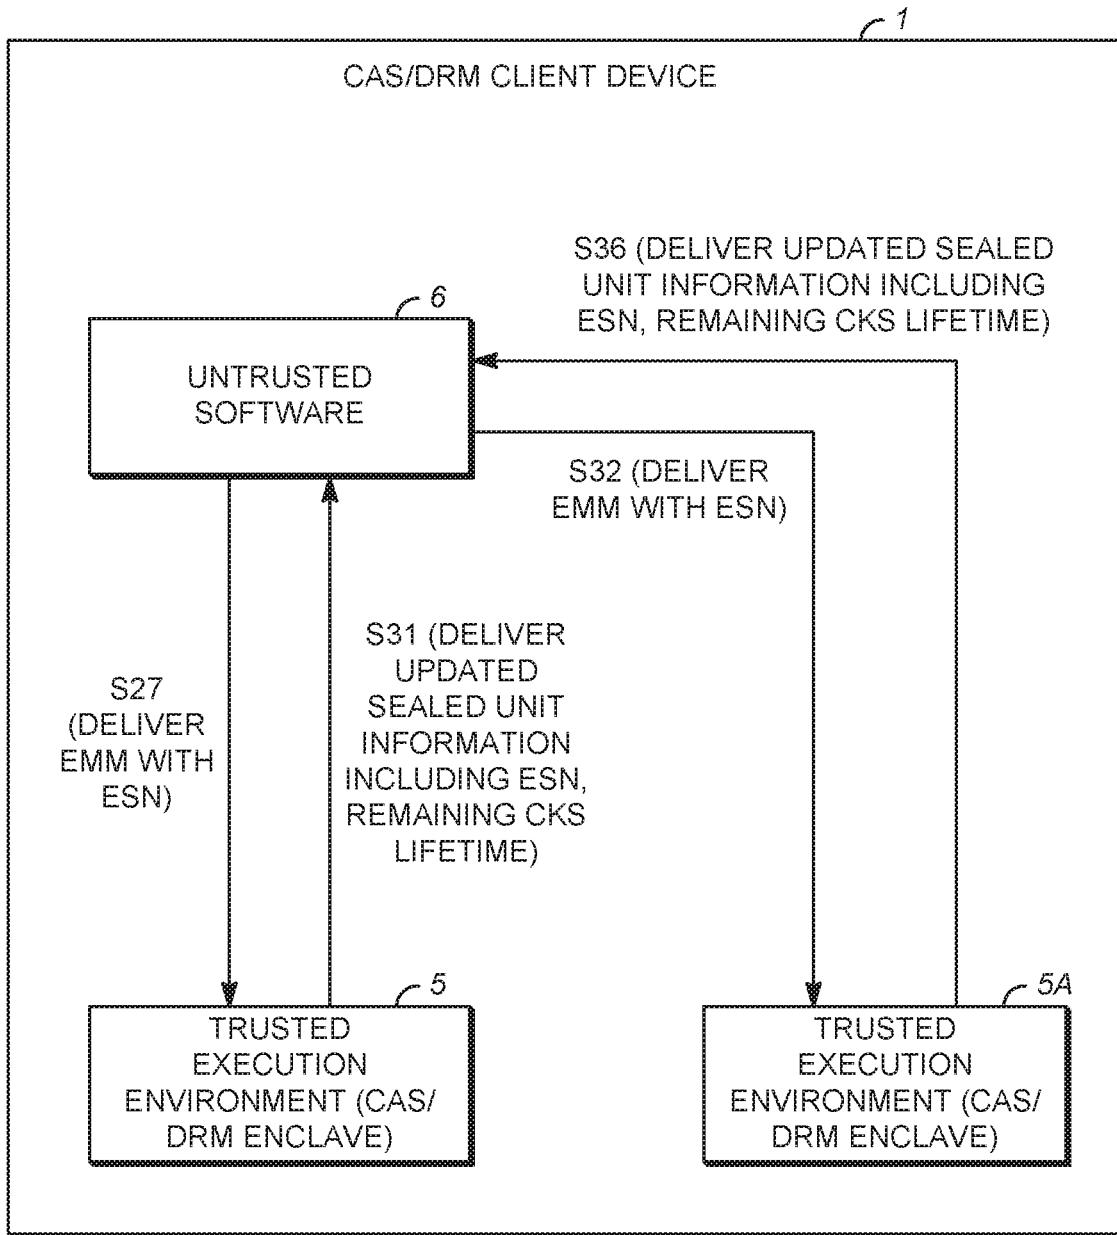 1
CAS/DRM CLIENT DEVICE
S36 (DELIVER UPDATED SEALED
UNIT INFORMATION INCLUDING
ESN, REMAINING CKS LIFETIME)
6
UNTRUSTED
SOFTWARE
S32 (DELIVER
EMM WITH ESN)
S27
(DELIVER
EMM WITH
ESN)
S31 (DELIVER
UPDATED
SEALED UNIT
INFORMATION
INCLUDING ESN,
REMAINING CKS
LIFETIME)
5
TRUSTED
EXECUTION
ENVIRONMENT (CAS/
DRM ENCLAVE)
5A
TRUSTED
EXECUTION
ENVIRONMENT (CAS/
DRM ENCLAVE)